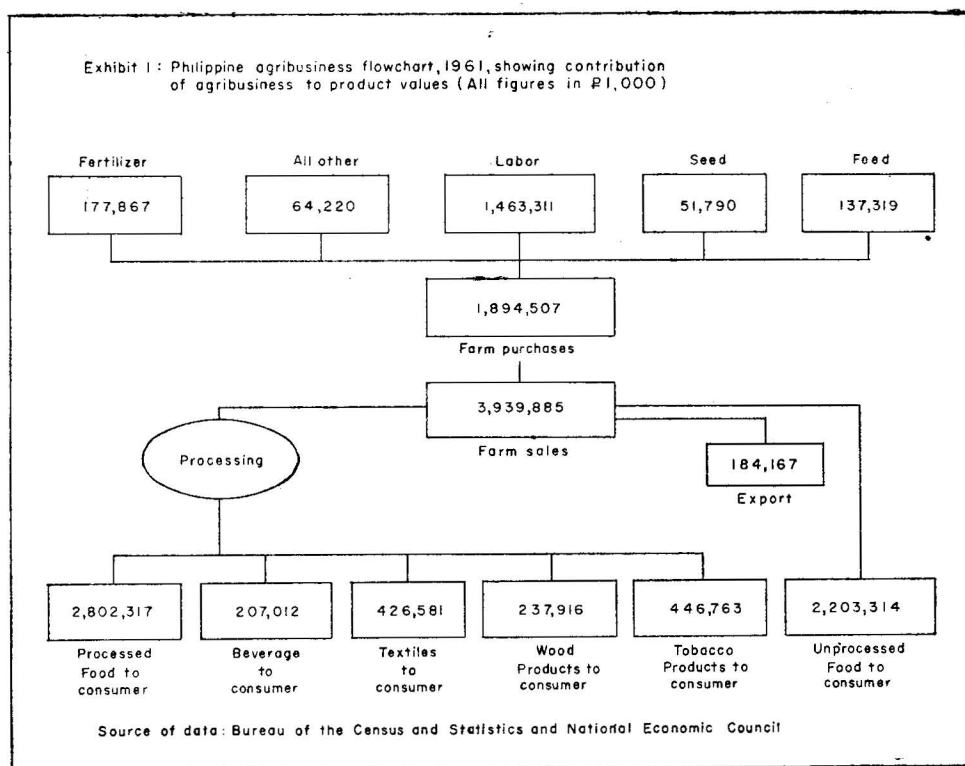 Exhibit 1: Philippine agribusiness flowchart, 1961, showing contribution
of agribusiness to product values (All figures in ₱1,000)
Fertilizer
All other
Labor
Seed
Feed
177,867
64,220
1,463,311
51,790
137,319
1,894,507
Farm purchases
3,939,885
Farm sales
Processing
184,167
Export
2,802,317
207,012
426,581
237,916
446,763
2,203,314
Processed
Food to
consumer
Beverage
to
consumer
Textiles
to
consumer
Wood
Products to
consumer
Tobacco
Products to
consumer
Unprocessed
Food to
consumer
Source of data: Bureau of the Census and Statistics and National Economic Council